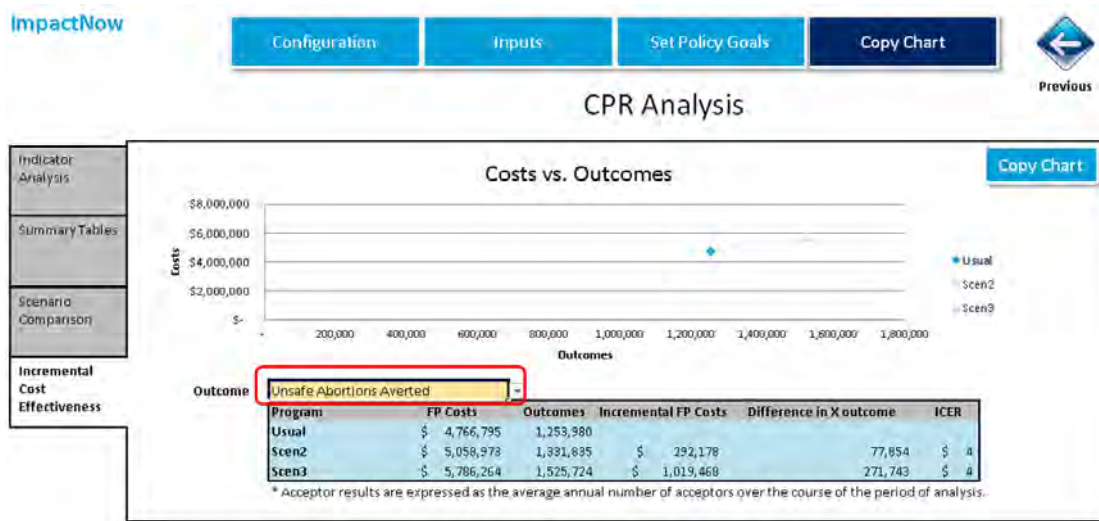 ImpactNow
Configuration
Inputs
Set Policy Goals
Copy Chart
Previous
CPR Analysis
Indicator
Analysis
Summary Tables
Scenario
Comparison
Incremental
Cost
Effectiveness
Copy Chart
Costs vs. Outcomes
$8,000,000
$6,000,000
$4,000,000
$2,000,000
$-
Costs
- 200,000 400,000 600,000 800,000 1,000,000 1,200,000 1,400,000 1,600,000 1,800,000
Outcomes
Usual
Scen2
Scen3
Outcome Unsafe Abortions Averted
Program FP Costs Outcomes Incremental FP Costs Difference in X outcome ICER
Usual $ 4,766,795 1,253,980
Scen2 $ 5,058,973 1,331,835 $ 292,178 77,854 $ 4
Scen3 $ 5,786,264 1,525,724 $ 1,019,468 271,743 $ 4
* Acceptor results are expressed as the average annual number of acceptors over the course of the period of analysis.